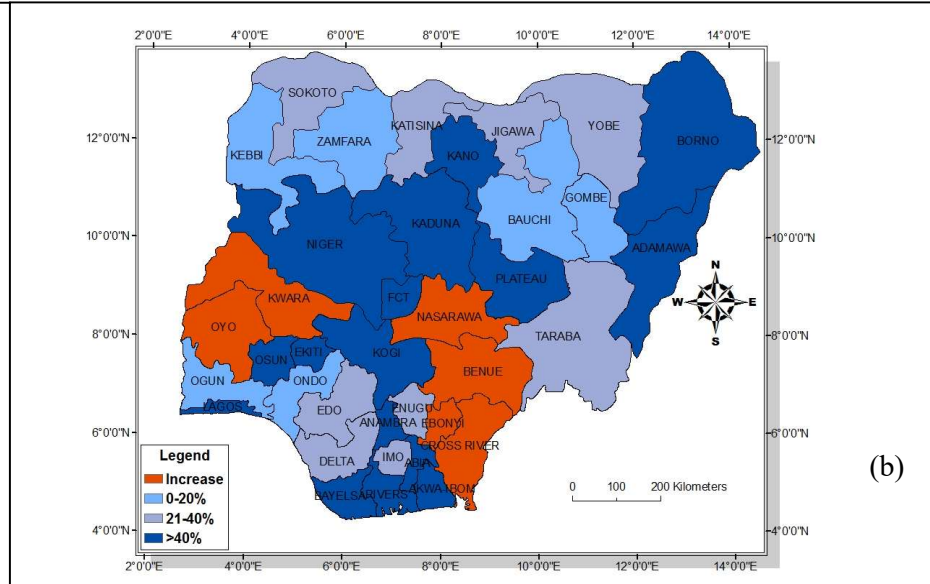 2°0'0"E 4°0'0"E 6°0'0"E 8°0'0"E 10°0'0"E 12°0'0"E 14°0'0"E
SOKOTO
12°0'0"N KEBBI ZAMFARA KATISINA KANO JIGAWA YOBE BORNO 12°0'0"N
BAUCHI GOMBE
10°0'0"N NIGER KADUNA ADAMAWA 10°0'0"N
PLATEAU
N
W E
S
KWARA FCT NASARAWA
8°0'0"N OYO TARABA 8°0'0"N
OSUN EKITI KOGI BENUE
OGUN ONDO
LAGOS EDO ENUGU
6°0'0"N ANAMBRA EBONYI 6°0'0"N
CROSS RIVER
DELTA IMO ABIA
BAYELSA RIVERS AKWA-IBOM
Legend
Increase
0-20%
21-40%
>40%
0 100 200 Kilometers
(b)
4°0'0"N 4°0'0"N
2°0'0"E 4°0'0"E 6°0'0"E 8°0'0"E 10°0'0"E 12°0'0"E 14°0'0"E